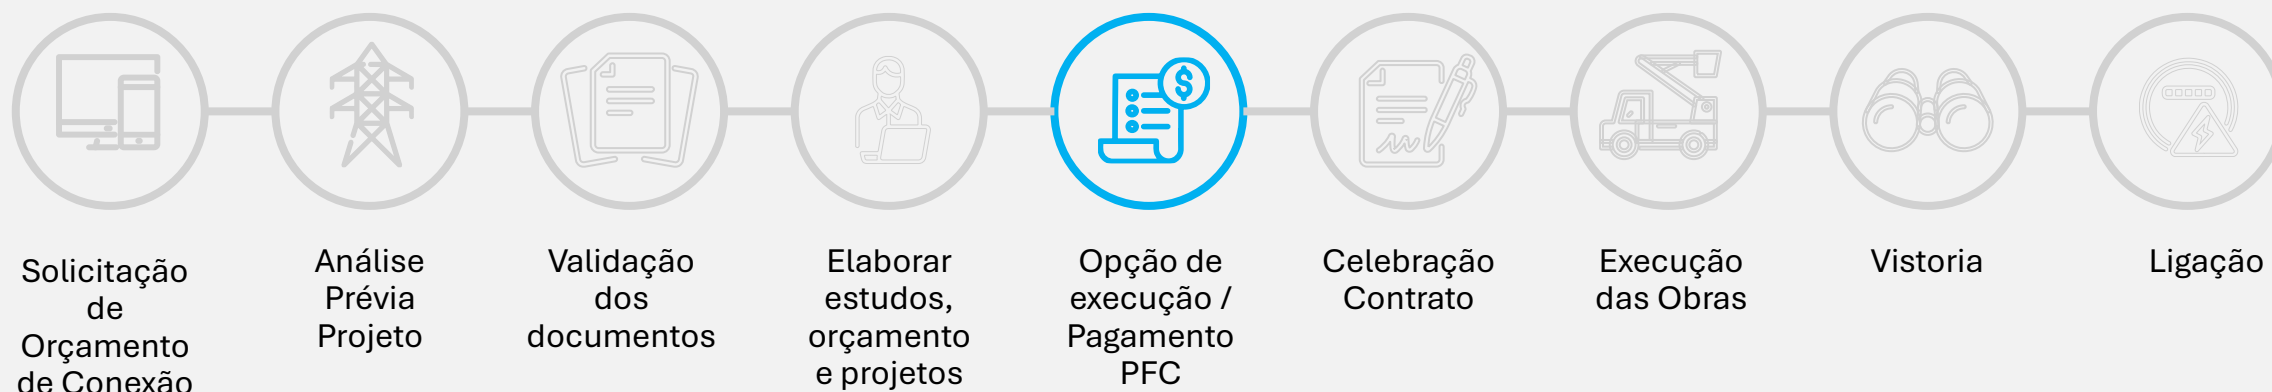 Solicitação
de
Orçamento
de Conexão
Análise
Prévia
Projeto
Validação
dos
documentos
Elaborar
estudos,
orçamento
e projetos
$
Opção de
execução /
Pagamento
PFC
Celebração
Contrato
Execução
das Obras
Vistoria
Ligação